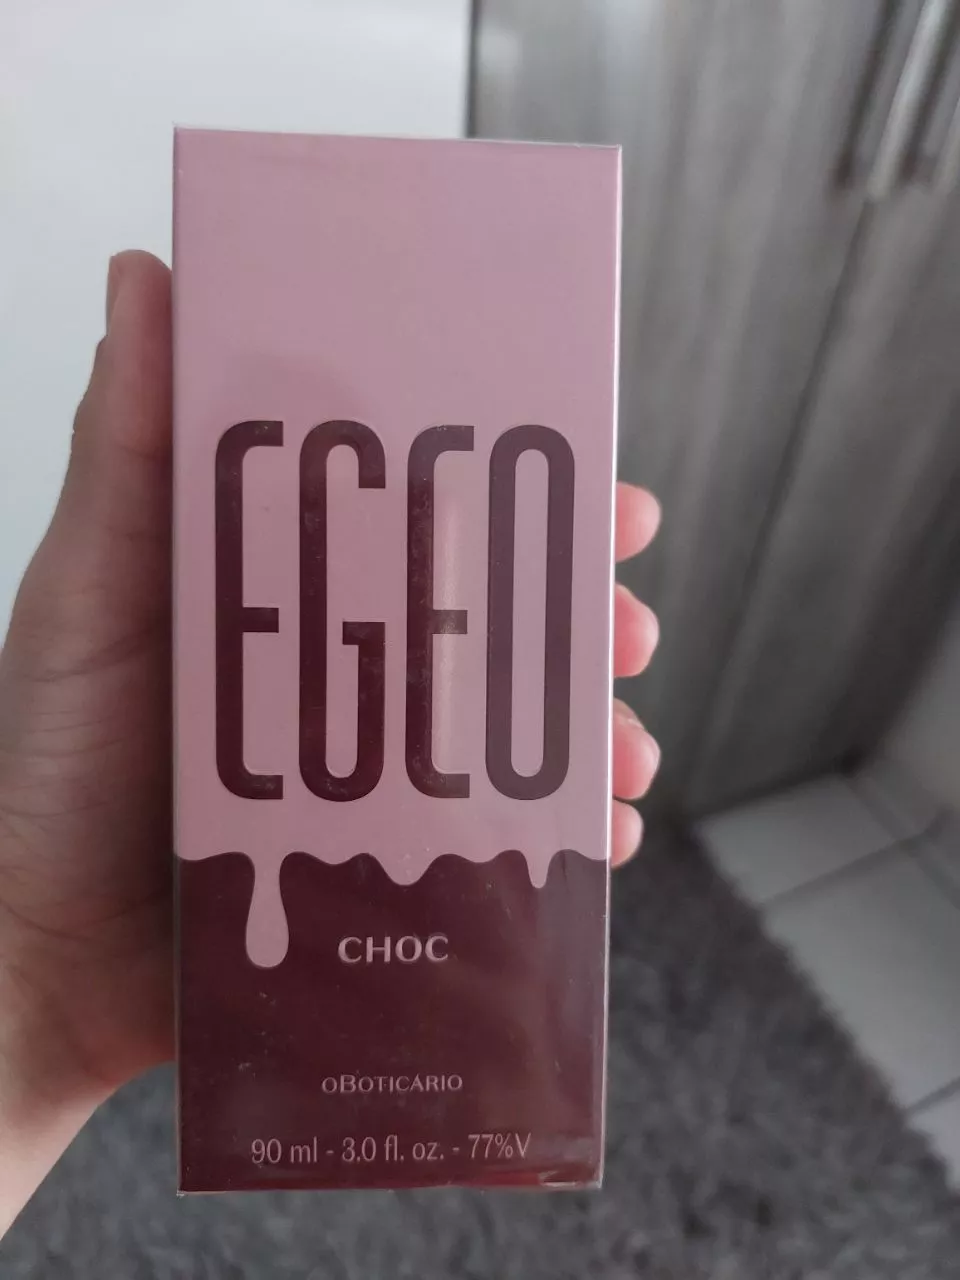 EGEO
CHOC
oBoticário
90 ml - 3.0 fl. oz. - 77%V